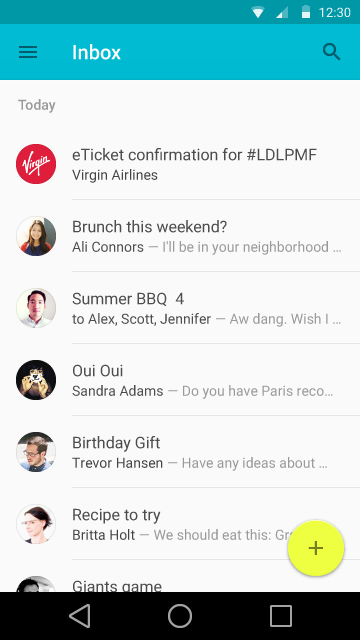 12:30
Inbox
Today
Virgin
eTicket confirmation for #LDLPMF
Virgin Airlines
Brunch this weekend?
Ali Connors — I'll be in your neighborhood ...
Summer BBQ 4
to Alex, Scott, Jennifer — Aw dang. Wish I ...
Oui Oui
Sandra Adams — Do you have Paris reco...
Birthday Gift
Trevor Hansen — Have any ideas about ...
Recipe to try
Britta Holt — We should eat this:
Giants game